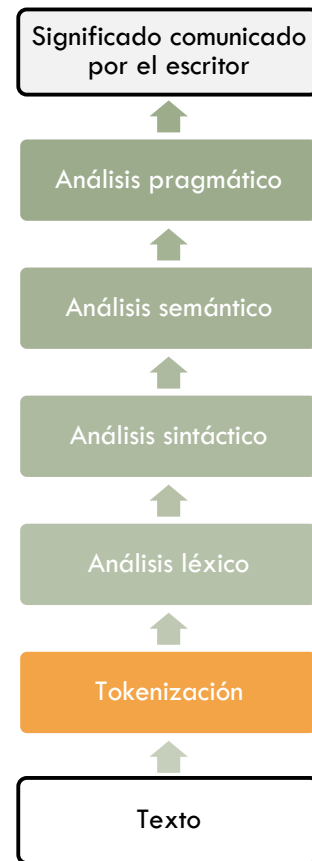 Significado comunicado
por el escritor
Análisis pragmático
Análisis semántico
Análisis sintáctico
Análisis léxico
Tokenización
Texto